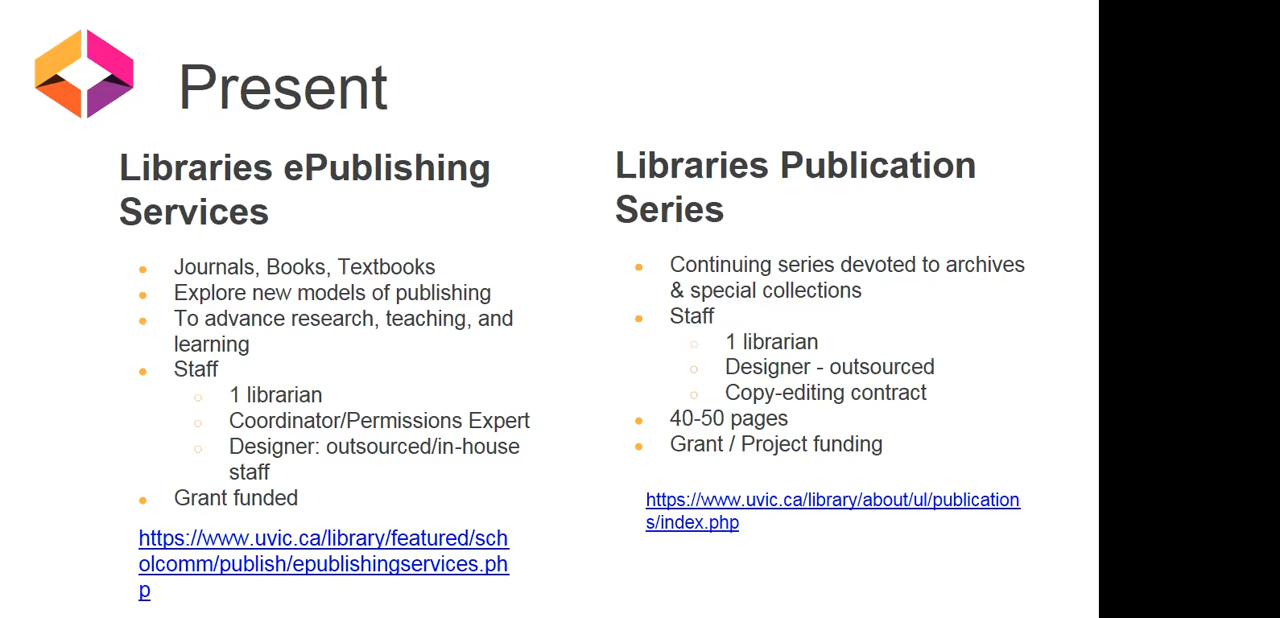 Present
Libraries ePublishing
Services
Journals, Books, Textbooks
Explore new models of publishing
To advance research, teaching, and
learning
Staff
1 librarian
Coordinator/Permissions Expert
Designer: outsourced/in-house
staff
Grant funded
https://www.uvic.ca/library/featured/sch
olcomm/publish/epublishingservices.ph
p
Libraries Publication
Series
Continuing series devoted to archives
& special collections
Staff
1 librarian
Designer - outsourced
Copy-editing contract
40-50 pages
Grant / Project funding
https://www.uvic.ca/library/about/ul/publication
s/index.php